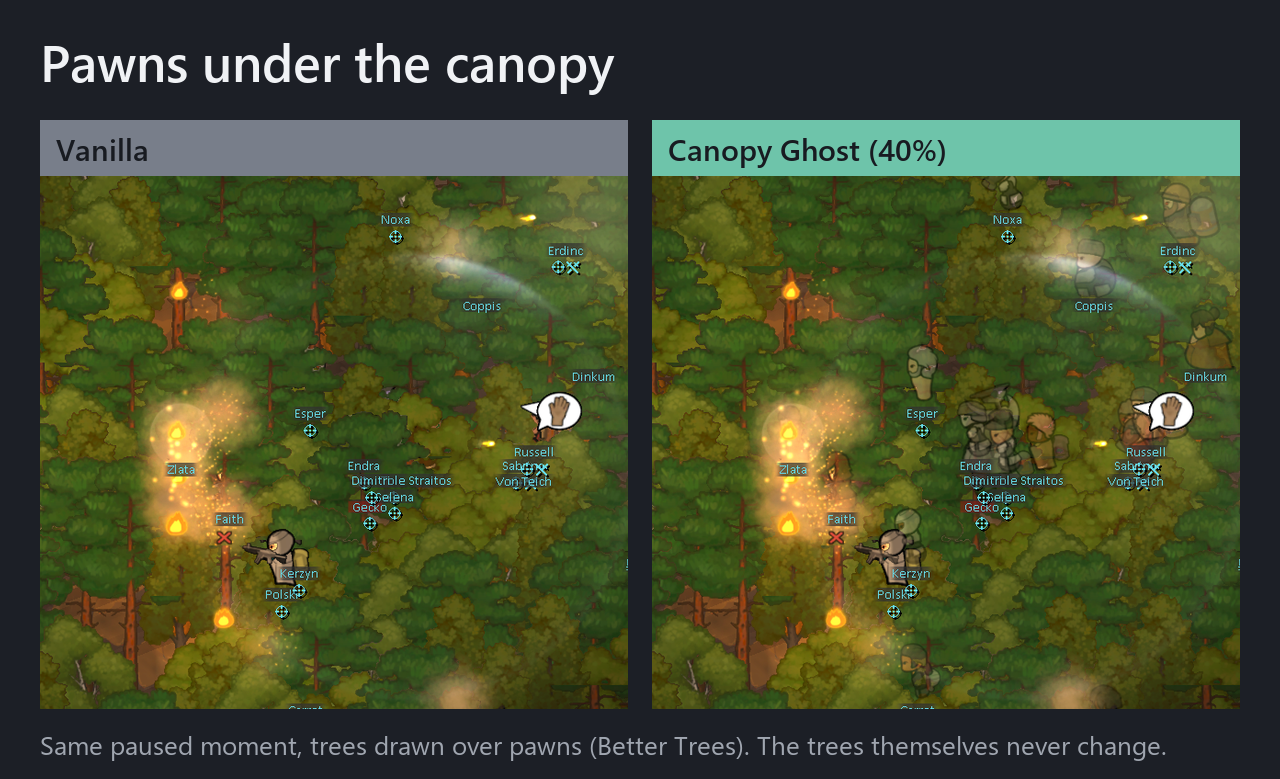 Pawns under the canopy
Vanilla
Noxa
Erdinc
Coppis
Dinkum
Esper
Russell
Endra
Zlata
Dimitrble Straitos
Von Teich
Selena
Gecko
Faith
Kerzyn
Polski
Canopy Ghost (40%)
Noxa
Erdinc
Coppis
Dinkum
Esper
Russell
Endra
Zlata
Dimitrble Straitos
Von Teich
Selena
Gecko
Faith
Kerzyn
Polski
Same paused moment, trees drawn over pawns (Better Trees). The trees themselves never change.